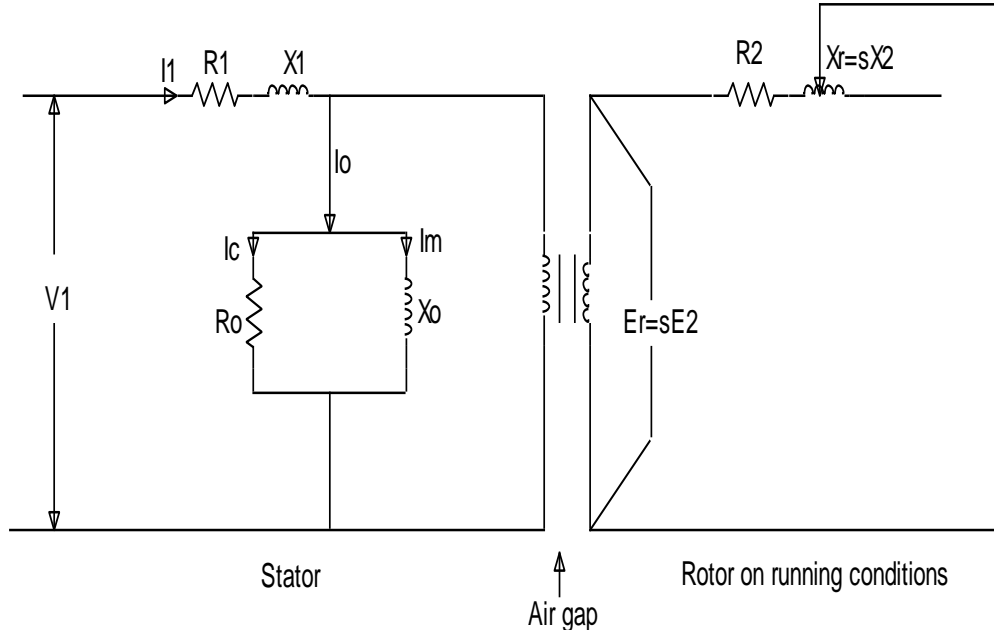 I1
R1
X1
R2
Xr=sX2
Io
Ic
Im
V1
Ro
Xo
Er=sE2
Stator
Rotor on running conditions
Air gap